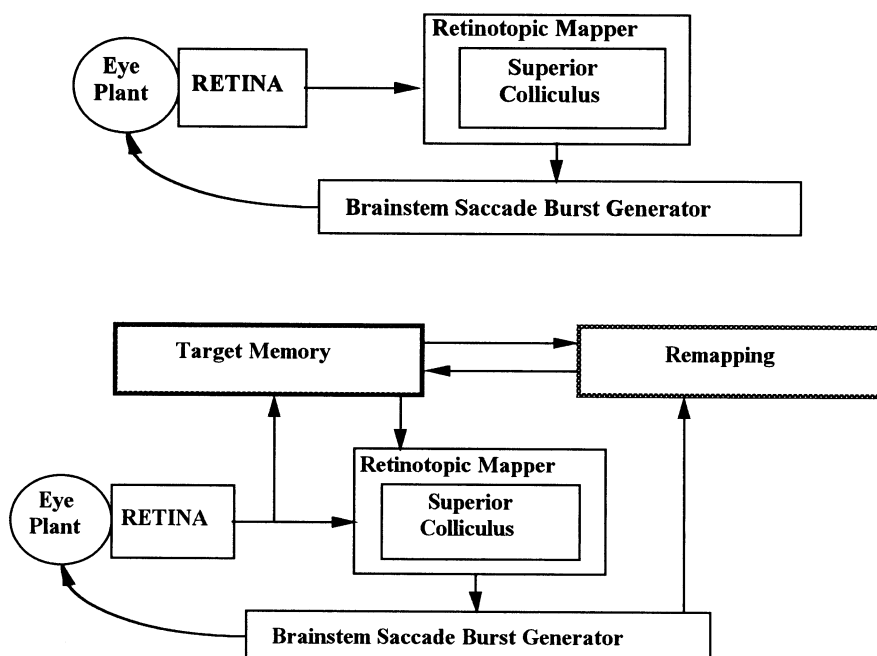 Retinotopic Mapper
Eye
Plant
RETINA
Superior
Colliculus
Brainstem Saccade Burst Generator
Target Memory
Remapping
Retinotopic Mapper
Eye
Plant
RETINA
Superior
Colliculus
Brainstem Saccade Burst Generator